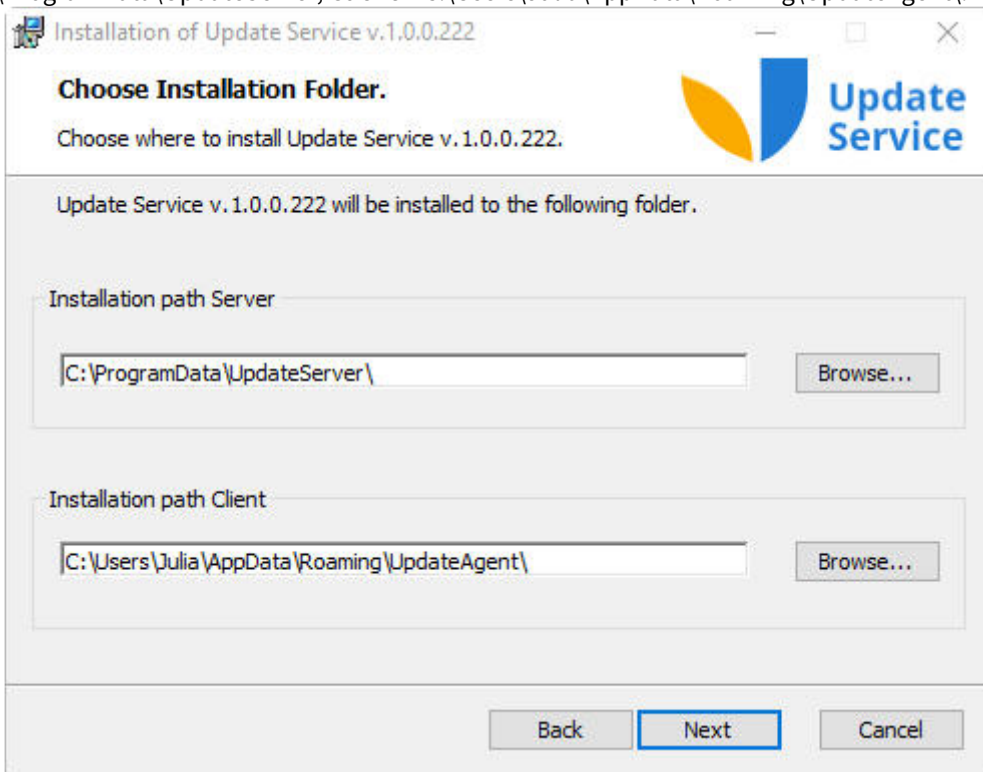 Installation of Update Service v.1.0.0.222
Choose Installation Folder.
Choose where to install Update Service v.1.0.0.222.
Update
Service
Update Service v.1.0.0.222 will be installed to the following folder.
Installation path Server
C:\ProgramData\UpdateServer\
Browse...
Installation path Client
C:\Users\Julia\AppData\Roaming\UpdateAgent\
Browse...
Back
Next
Cancel